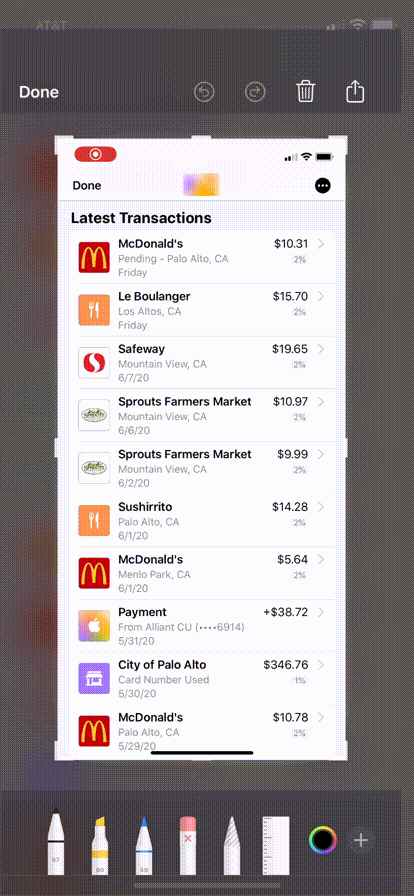 AT&T
Done
Done
Latest Transactions
McDonald's $10.31
Pending - Palo Alto, CA 2%
Friday
Le Boulanger $15.70
Los Altos, CA 2%
Friday
Safeway $19.65
Mountain View, CA 2%
6/7/20
Sprouts Farmers Market $10.97
Mountain View, CA 2%
6/6/20
Sprouts Farmers Market $9.99
Mountain View, CA 2%
6/2/20
Sushirrito $14.28
Palo Alto, CA 2%
6/1/20
McDonald's $5.64
Menlo Park, CA 2%
6/1/20
Payment +$38.72
From Alliant CU (••••6914)
5/31/20
City of Palo Alto $346.76
Card Number Used 1%
5/30/20
McDonald's $10.78
Palo Alto, CA 2%
5/29/20
97 80 50